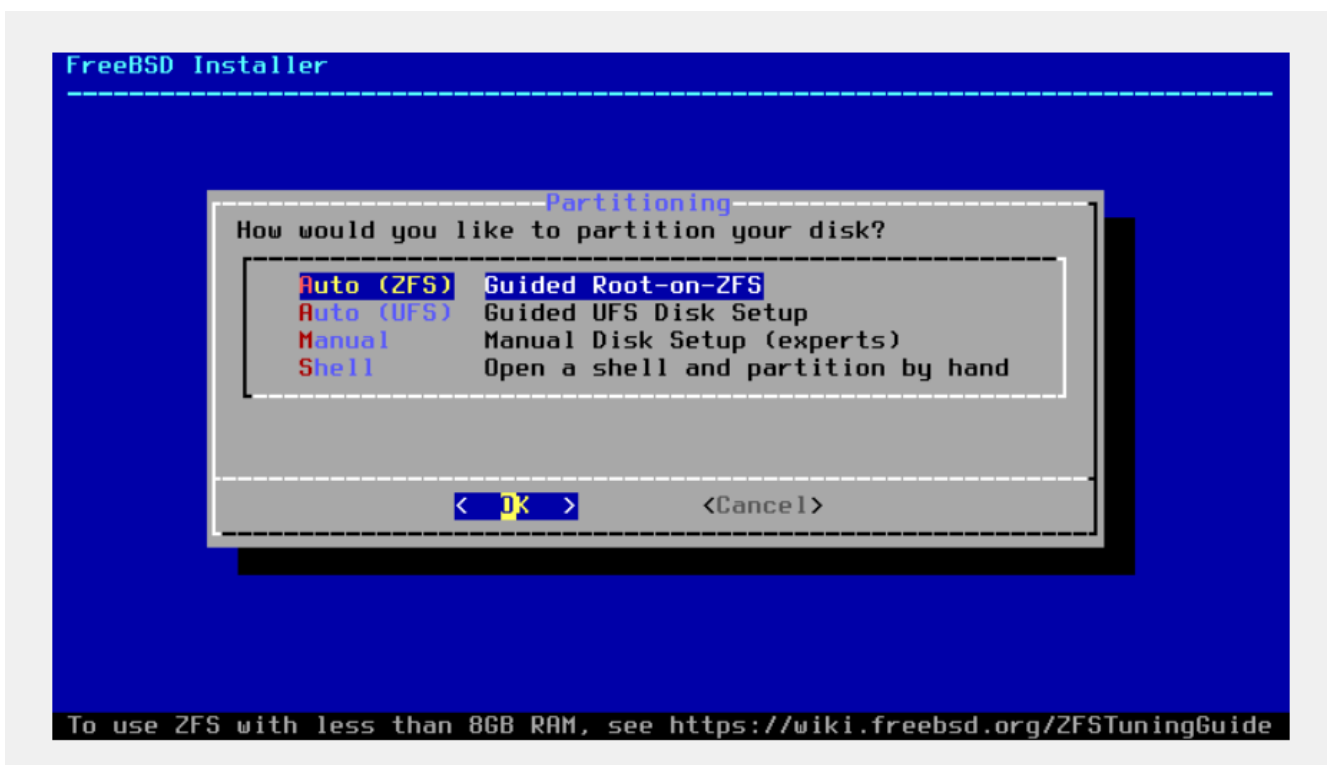 FreeBSD Installer
Partitioning
How would you like to partition your disk?
Auto (ZFS) Guided Root-on-ZFS
Auto (UFS) Guided UFS Disk Setup
Manual Manual Disk Setup (experts)
Shell Open a shell and partition by hand
< OK > <Cancel>
To use ZFS with less than 8GB RAM, see https://wiki.freebsd.org/ZFSTuningGuide